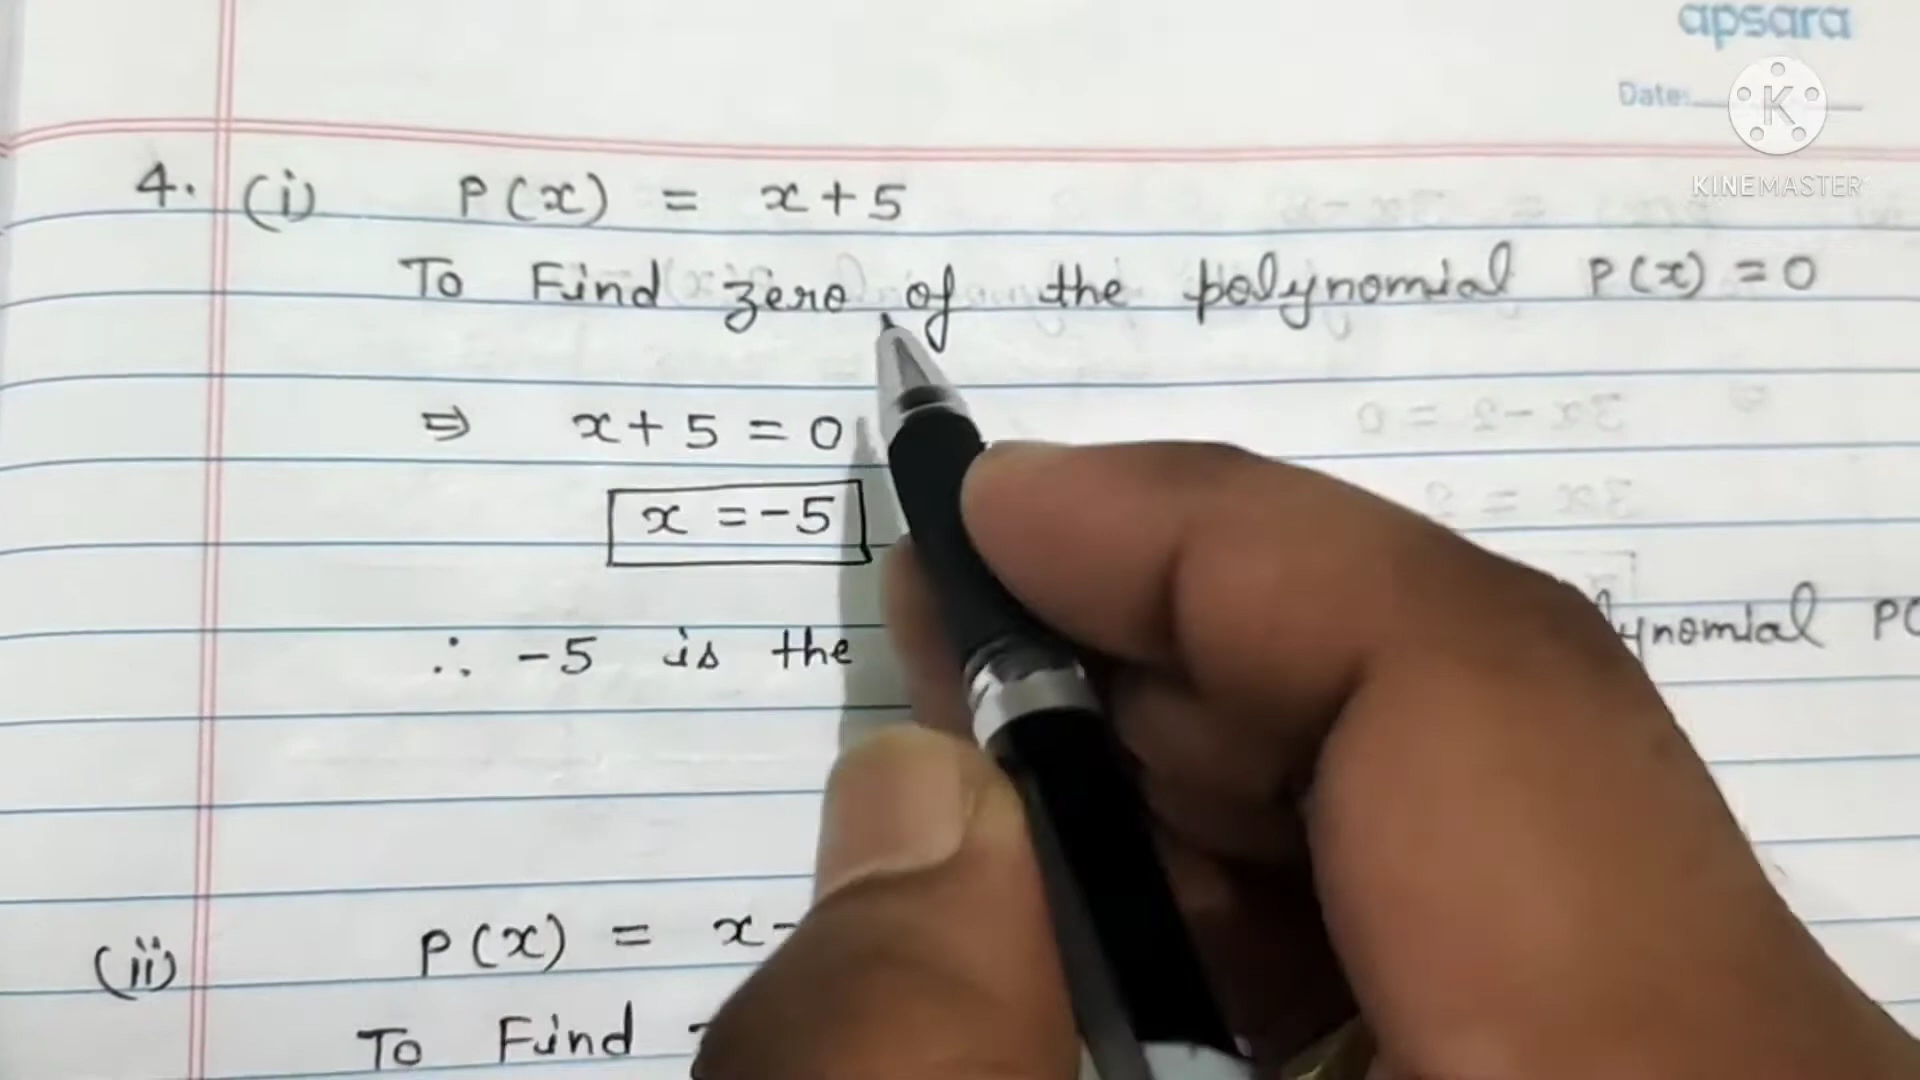 apsara
Date:
KINEMASTER
4. (i) P(x) = x+5
To Find zero of the polynomial P(x) = 0
⇒ x+5 = 0
x = -5
∴ -5 is the
(ii) P(x) = x-
To Find